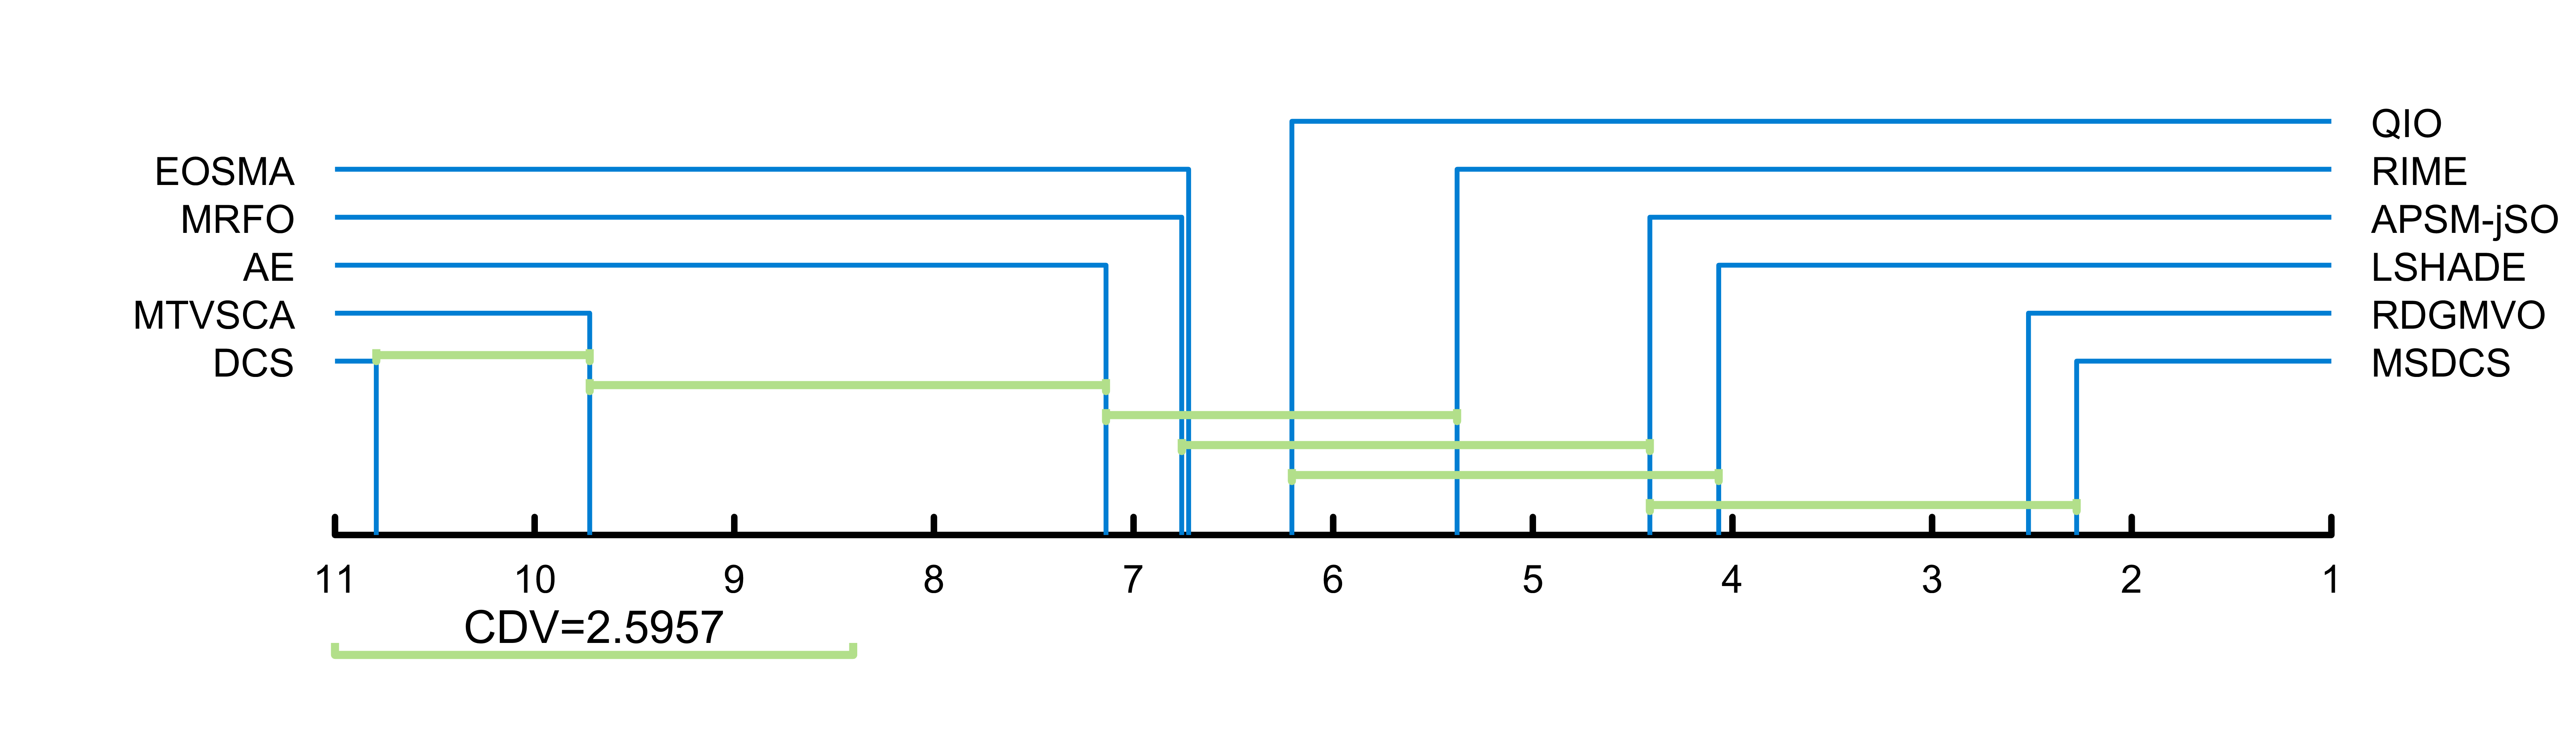 QIO
EOSMA
RIME
MRFO
APSM-jSO
AE
LSHADE
MTVSCA
RDGMVO
DCS
MSDCS
11 10 9 8 7 6 5 4 3 2 1
CDV=2.5957